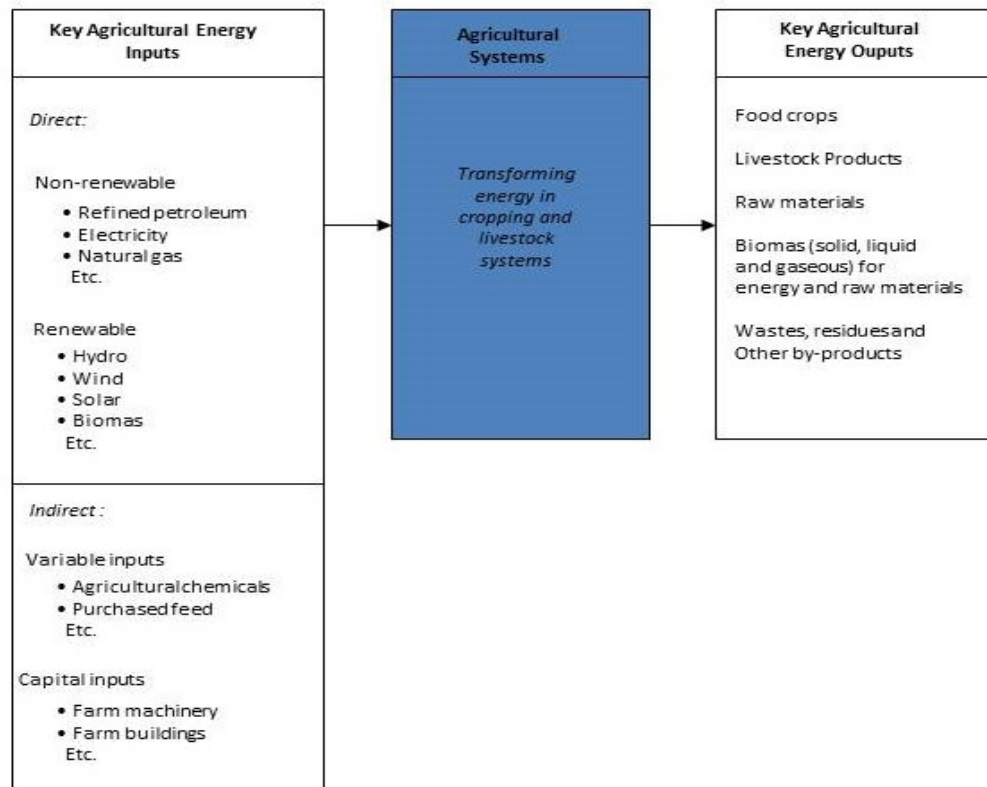 Key Agricultural Energy
Inputs
Direct:
Non-renewable
• Refined petroleum
• Electricity
• Natural gas
Etc.
Renewable
• Hydro
• Wind
• Solar
• Biomas
Etc.
Indirect :
Variable inputs
• Agricultural chemicals
• Purchased feed
Etc.
Capital inputs
• Farm machinery
• Farm buildings
Etc.
Agricultural
Systems
Transforming
energy in
cropping and
livestock
systems
Key Agricultural
Energy Ouputs
Food crops
Livestock Products
Raw materials
Biomas (solid, liquid
and gaseous) for
energy and raw materials
Wastes, residues and
Other by-products